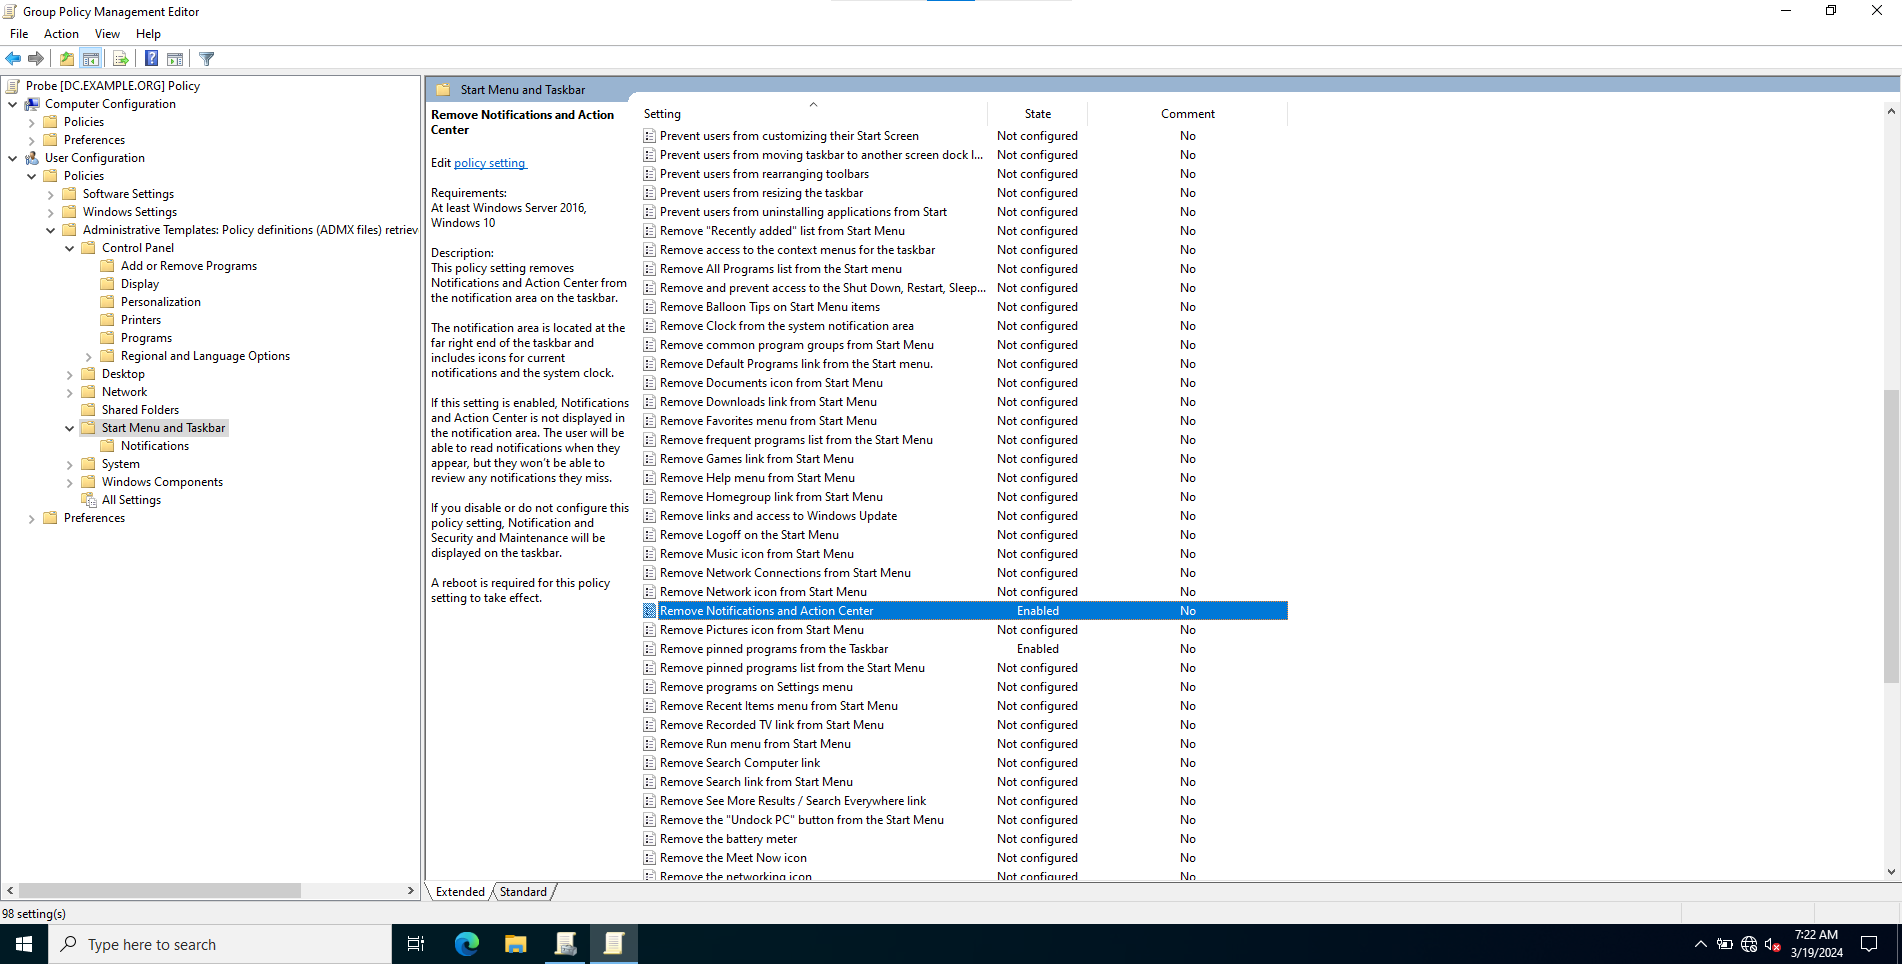 Group Policy Management Editor
File Action View Help
Probe [DC.EXAMPLE.ORG] Policy
Computer Configuration
Policies
Preferences
User Configuration
Policies
Software Settings
Windows Settings
Administrative Templates: Policy definitions (ADMX files) retriev
Control Panel
Add or Remove Programs
Display
Personalization
Printers
Programs
Regional and Language Options
Desktop
Network
Shared Folders
Start Menu and Taskbar
Notifications
System
Windows Components
All Settings
Preferences
Start Menu and Taskbar
Remove Notifications and Action
Center
Edit policy setting
Requirements:
At least Windows Server 2016,
Windows 10
Description:
This policy setting removes
Notifications and Action Center from
the notification area on the taskbar.
The notification area is located at the
far right end of the taskbar and
includes icons for current
notifications and the system clock.
If this setting is enabled, Notifications
and Action Center is not displayed in
the notification area. The user will be
able to read notifications when they
appear, but they won't be able to
review any notifications they miss.
If you disable or do not configure this
policy setting, Notification and
Security and Maintenance will be
displayed on the taskbar.
A reboot is required for this policy
setting to take effect.
Setting State Comment
Prevent users from customizing their Start Screen Not configured No
Prevent users from moving taskbar to another screen dock l... Not configured No
Prevent users from rearranging toolbars Not configured No
Prevent users from resizing the taskbar Not configured No
Prevent users from uninstalling applications from Start Not configured No
Remove "Recently added" list from Start Menu Not configured No
Remove access to the context menus for the taskbar Not configured No
Remove All Programs list from the Start menu Not configured No
Remove and prevent access to the Shut Down, Restart, Sleep... Not configured No
Remove Balloon Tips on Start Menu items Not configured No
Remove Clock from the system notification area Not configured No
Remove common program groups from Start Menu Not configured No
Remove Default Programs link from the Start menu. Not configured No
Remove Documents icon from Start Menu Not configured No
Remove Downloads link from Start Menu Not configured No
Remove Favorites menu from Start Menu Not configured No
Remove frequent programs list from the Start Menu Not configured No
Remove Games link from Start Menu Not configured No
Remove Help menu from Start Menu Not configured No
Remove Homegroup link from Start Menu Not configured No
Remove links and access to Windows Update Not configured No
Remove Logoff on the Start Menu Not configured No
Remove Music icon from Start Menu Not configured No
Remove Network Connections from Start Menu Not configured No
Remove Network icon from Start Menu Not configured No
Remove Notifications and Action Center Enabled No
Remove Pictures icon from Start Menu Not configured No
Remove pinned programs from the Taskbar Enabled No
Remove pinned programs list from the Start Menu Not configured No
Remove programs on Settings menu Not configured No
Remove Recent Items menu from Start Menu Not configured No
Remove Recorded TV link from Start Menu Not configured No
Remove Run menu from Start Menu Not configured No
Remove Search Computer link Not configured No
Remove Search link from Start Menu Not configured No
Remove See More Results / Search Everywhere link Not configured No
Remove the "Undock PC" button from the Start Menu Not configured No
Remove the battery meter Not configured No
Remove the Meet Now icon Not configured No
Remove the networking icon Not configured No
Extended Standard
98 setting(s)
Type here to search
7:22 AM
3/19/2024